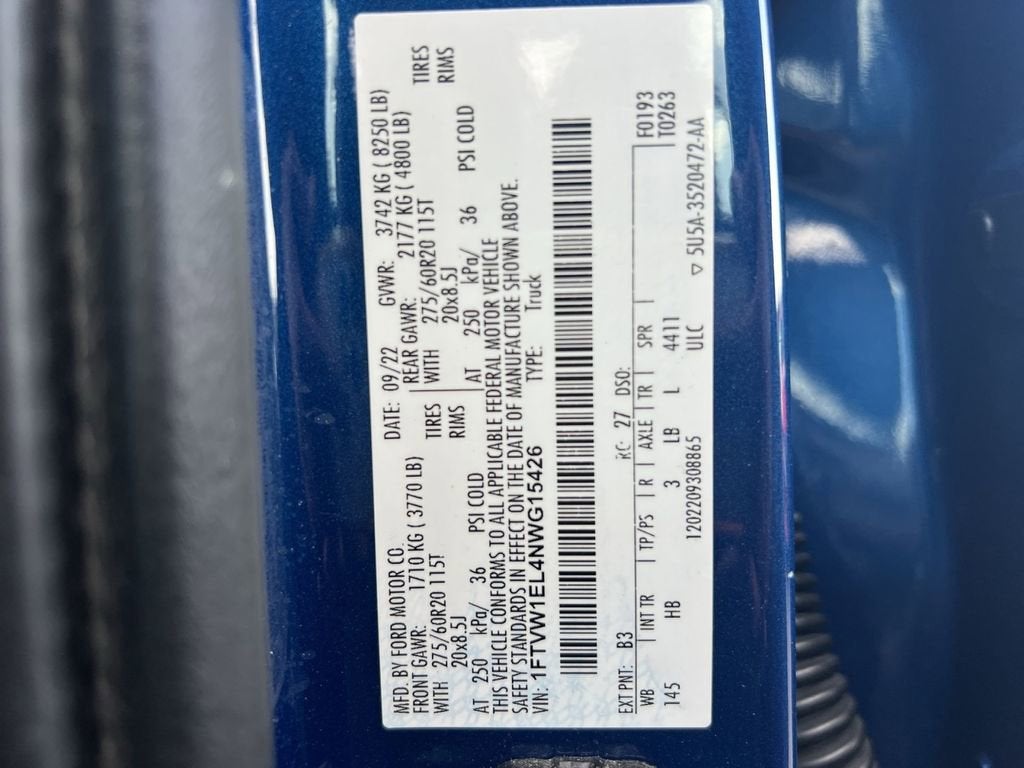 MFD. BY FORD MOTOR CO. DATE: 09/22 GVWR: 3742 KG ( 8250 LB)
FRONT GAWR: 1710 KG ( 3770 LB) REAR GAWR: 2177 KG ( 4800 LB)
WITH 275/60R20 115T TIRES WITH 275/60R20 115T TIRES
20x8.5J RIMS 20x8.5J RIMS
AT 250 kPa/ 36 PSI COLD AT 250 kPa/ 36 PSI COLD
THIS VEHICLE CONFORMS TO ALL APPLICABLE FEDERAL MOTOR VEHICLE
SAFETY STANDARDS IN EFFECT ON THE DATE OF MANUFACTURE SHOWN ABOVE.
VIN: 1FTVW1EL4NWG15426 TYPE: Truck
EXT PNT: B3 RC: 27 DSO: F0193
WB INT TR TP/PS R AXLE TR SPR T0263
145 HB 3 LB L 4411
1202209308865 ULC ▽ 5U5A-3520472-AA